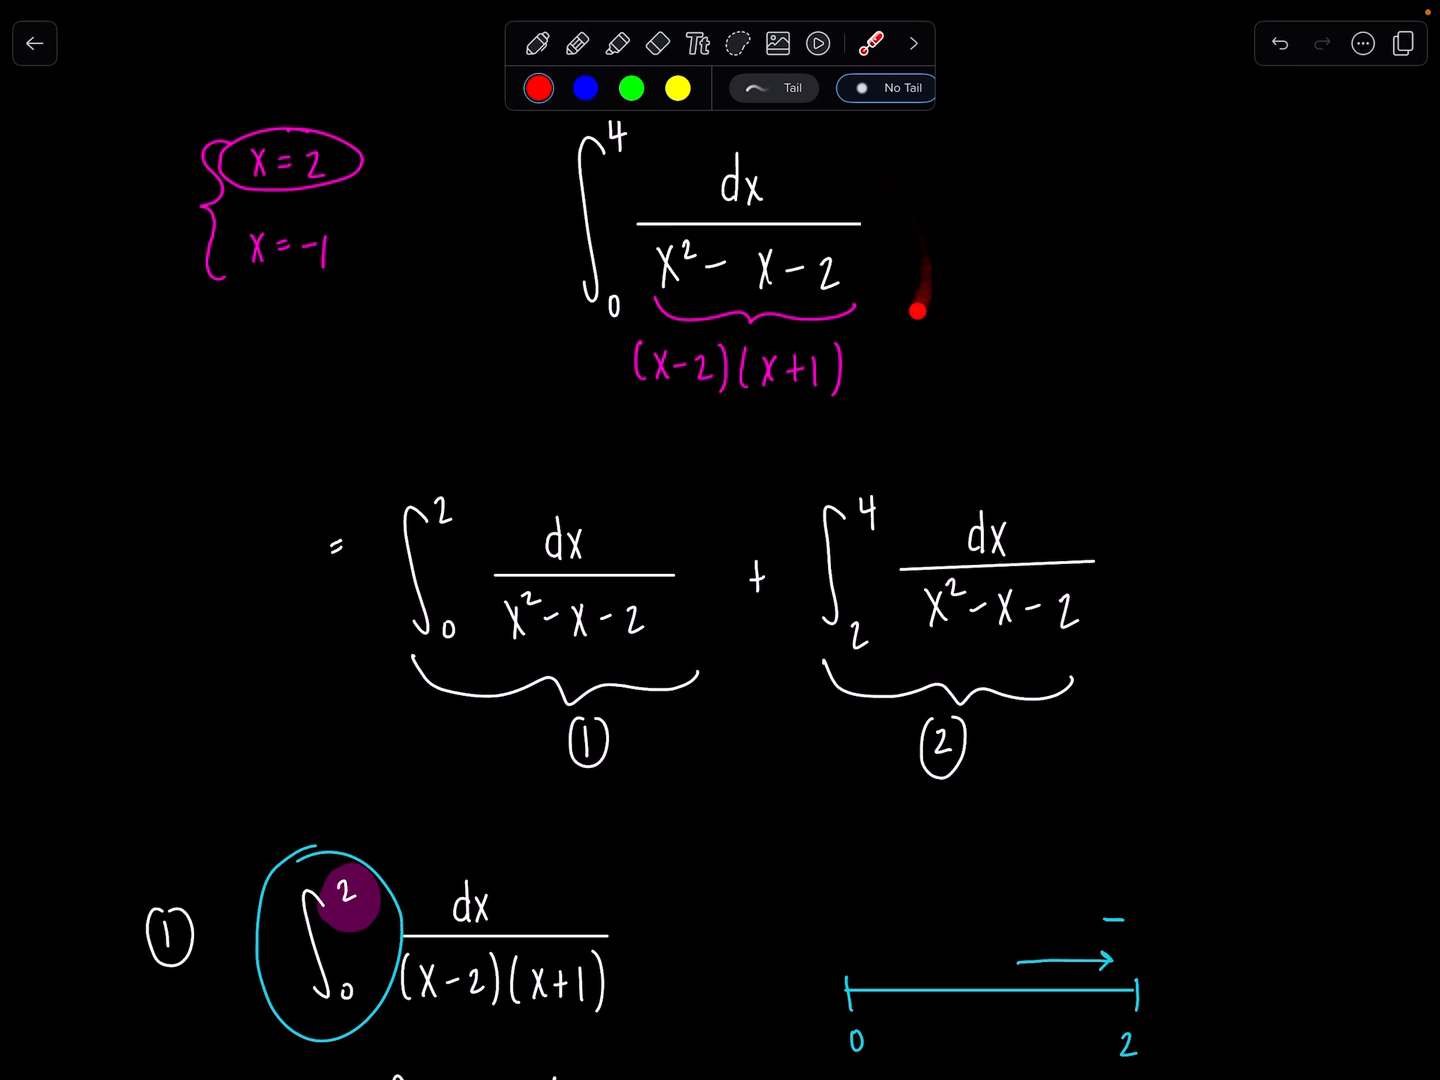 Tt
Tail No Tail
x = 2
x = -1
∫₀⁴ dx / (x² - x - 2)
(x-2)(x+1)
= ∫₀² dx / (x² - x - 2) + ∫₂⁴ dx / (x² - x - 2)
① ②
① ∫₀² dx / ((x-2)(x+1))
-
0 2